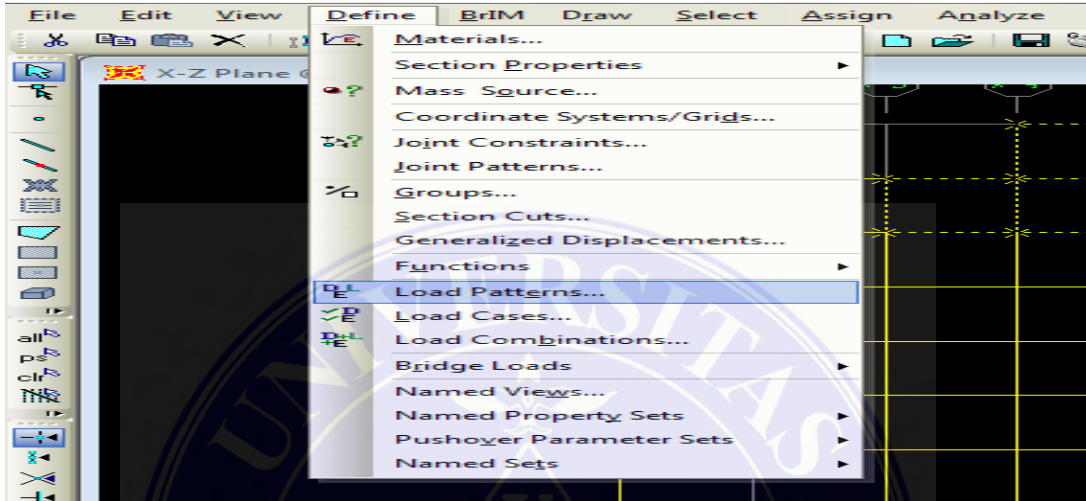 File Edit View Define BrIM Draw Select Assign Analyze
X-Z Plane @
Materials...
Section Properties
Mass Source...
Coordinate Systems/Grids...
Joint Constraints...
Joint Patterns...
Groups...
Section Cuts...
Generalized Displacements...
Functions
Load Patterns...
Load Cases...
Load Combinations...
Bridge Loads
Named Views...
Named Property Sets
Pushover Parameter Sets
Named Sets
all
ps
clr
UNIVERSITAS